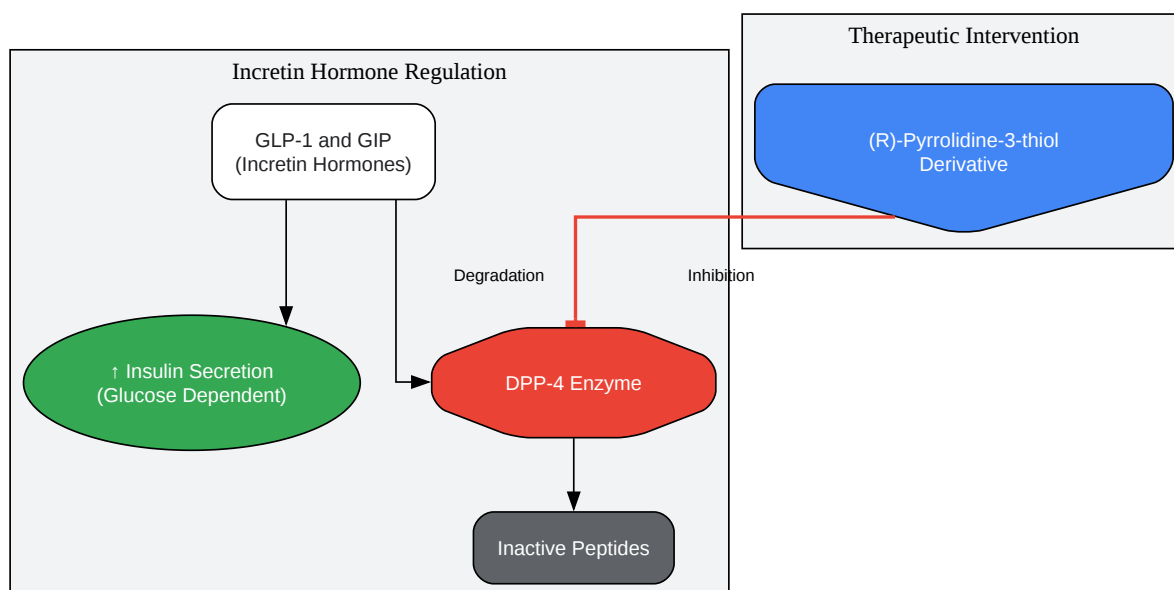 Therapeutic Intervention
(R)-Pyrrolidine-3-thiol
Derivative
Incretin Hormone Regulation
GLP-1 and GIP
(Incretin Hormones)
Degradation
Inhibition
↑ Insulin Secretion
(Glucose Dependent)
DPP-4 Enzyme
Inactive Peptides